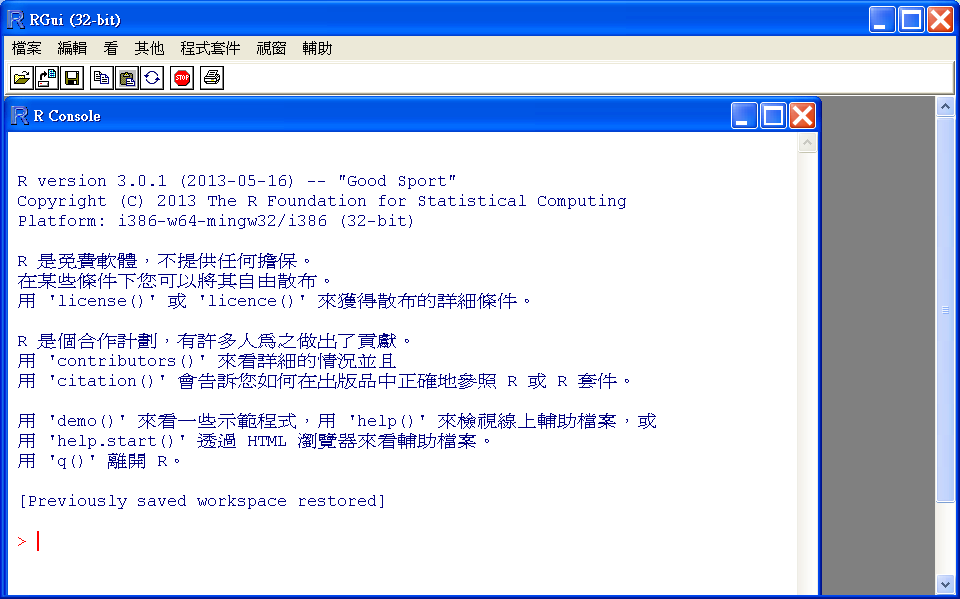 RGui (32-bit)
檔案 編輯 看 其他 程式套件 視窗 輔助
STOP
R Console
R version 3.0.1 (2013-05-16) -- "Good Sport"
Copyright (C) 2013 The R Foundation for Statistical Computing
Platform: i386-w64-mingw32/i386 (32-bit)
R 是免費軟體，不提供任何擔保。
在某些條件下您可以將其自由散布。
用 'license()' 或 'licence()' 來獲得散布的詳細條件。
R 是個合作計劃，有許多人為之做出了貢獻。
用 'contributors()' 來看詳細的情況並且
用 'citation()' 會告訴您如何在出版品中正確地參照 R 或 R 套件。
用 'demo()' 來看一些示範程式，用 'help()' 來檢視線上輔助檔案，或
用 'help.start()' 透過 HTML 瀏覽器來看輔助檔案。
用 'q()' 離開 R。
[Previously saved workspace restored]
>